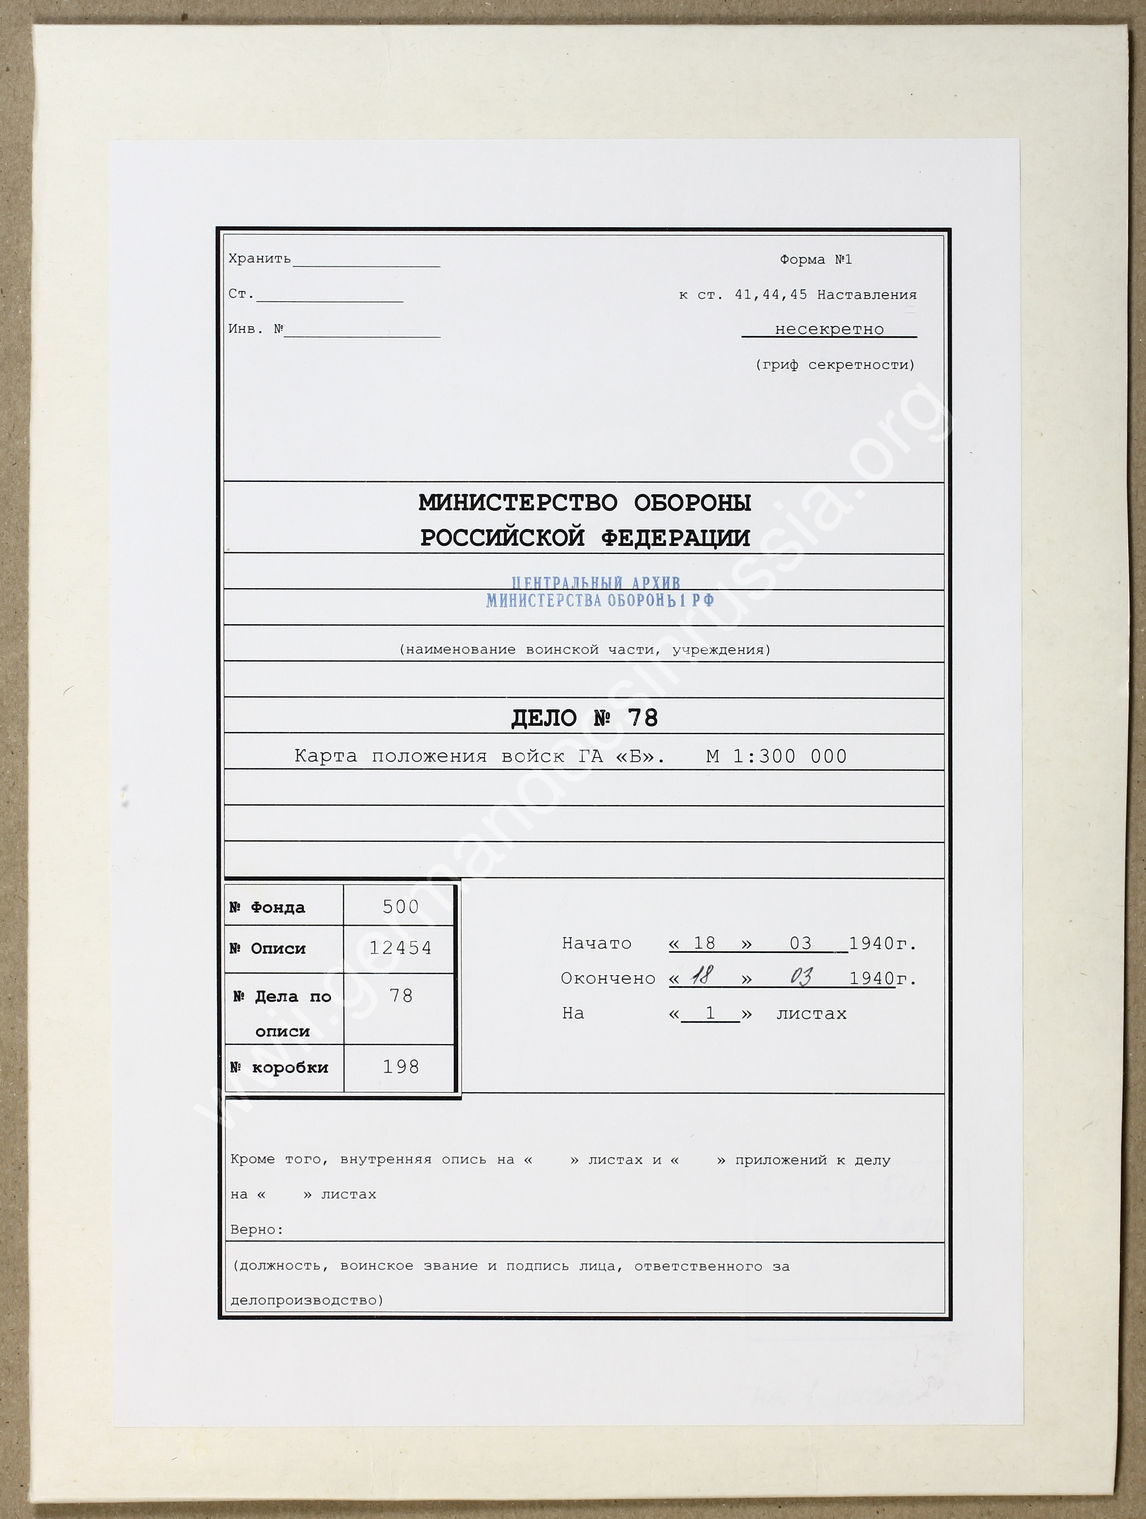 Хранить
Форма №1
Ст.
к ст. 41,44,45 Наставления
Инв. №
несекретно
(гриф секретности)
МИНИСТЕРСТВО ОБОРОНЫ
РОССИЙСКОЙ ФЕДЕРАЦИИ
ЦЕНТРАЛЬНЫЙ АРХИВ
МИНИСТЕРСТВА ОБОРОНЫ РФ
(наименование воинской части, учреждения)
ДЕЛО № 78
Карта положения войск ГА «Б». М 1:300 000
№ Фонда 500
№ Описи 12454
№ Дела по описи 78
№ коробки 198
Начато « 18 » 03 1940г.
Окончено « 18 » 03 1940г.
На « 1 » листах
Кроме того, внутренняя опись на « » листах и « » приложений к делу
на « » листах
Верно:
(должность, воинское звание и подпись лица, ответственного за
делопроизводство)
wwii.germandocsinrussia.org